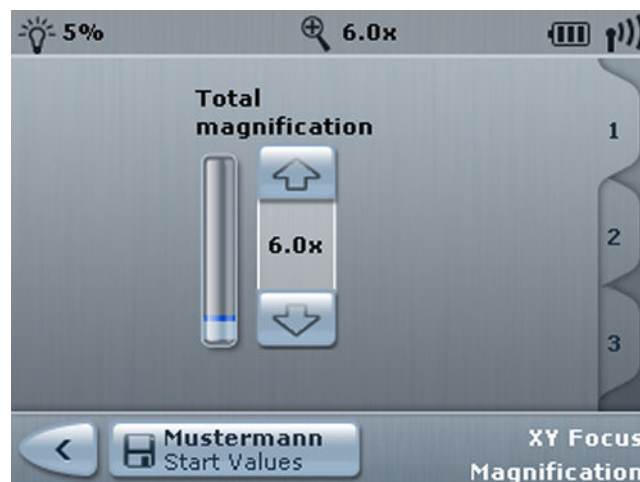 5%
6.0x
Total
magnification
1
6.0x
2
3
Mustermann
Start Values
XY Focus
Magnification